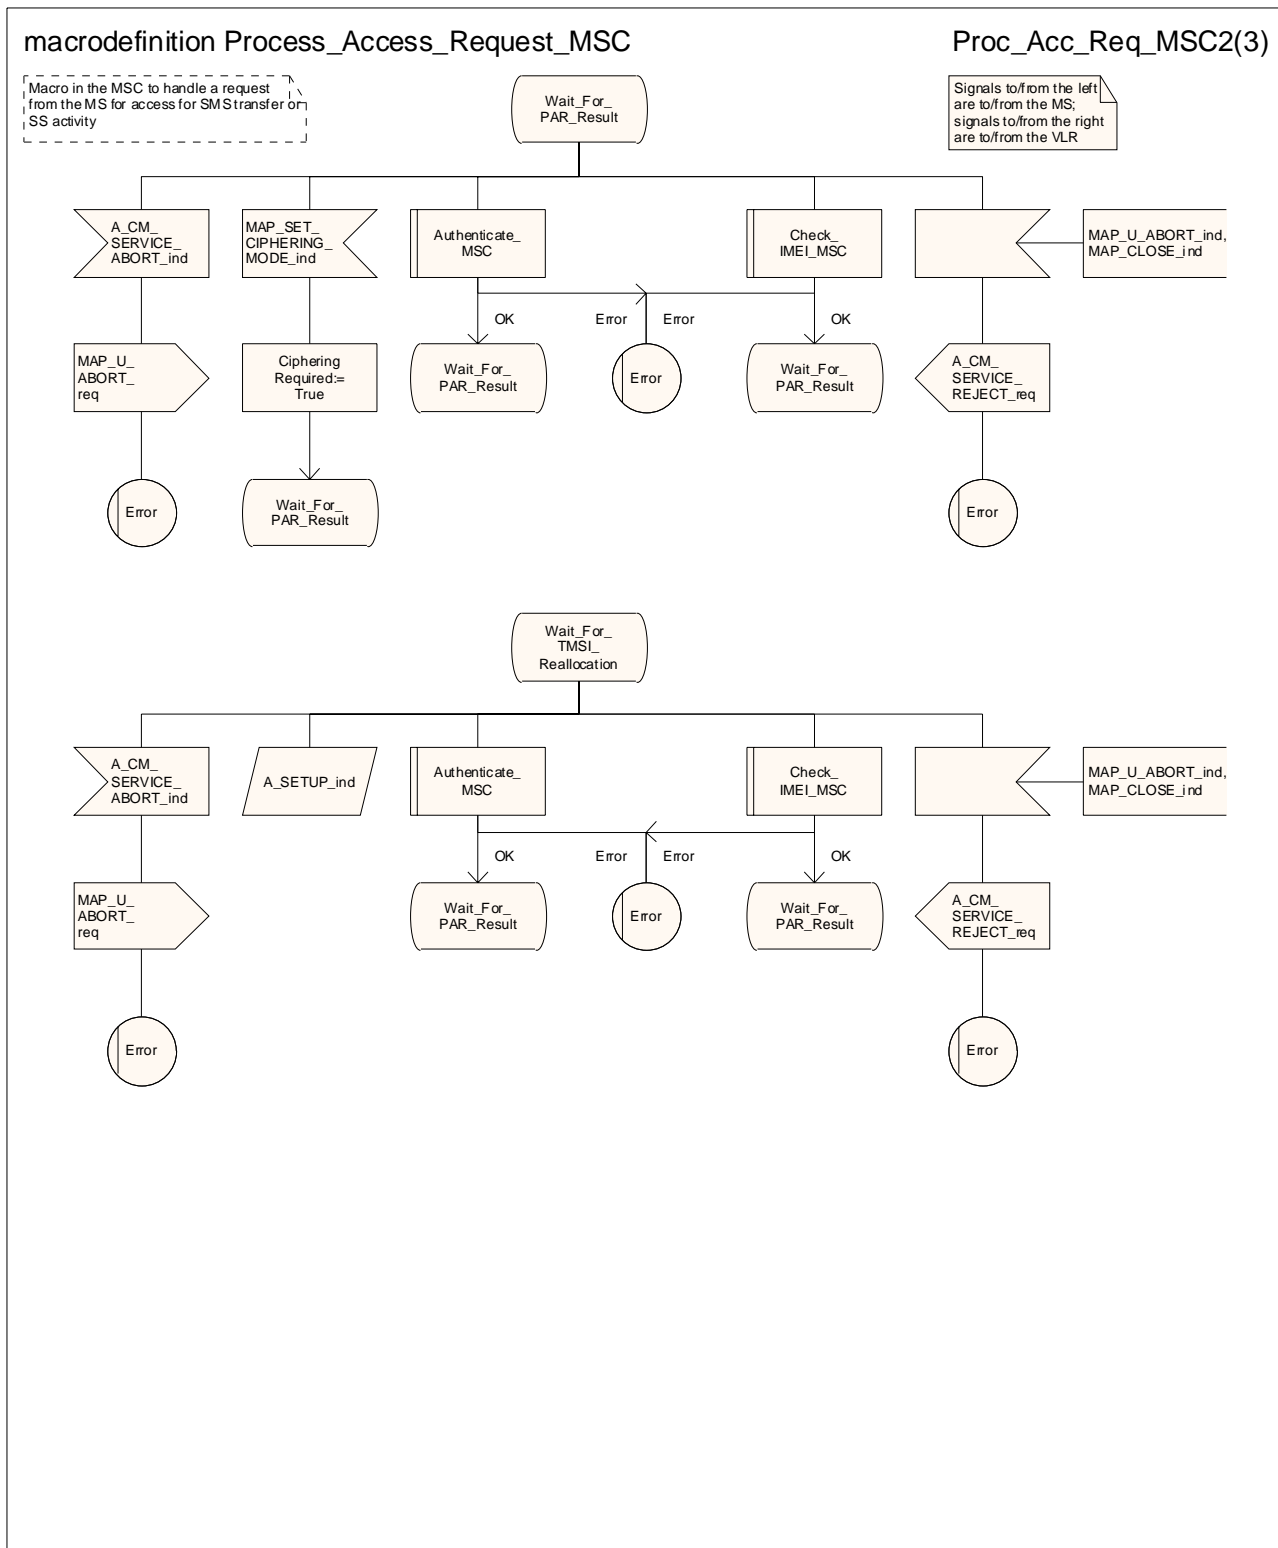 macrodefinition Process_Access_Request_MSC
Proc_Acc_Req_MSC2(3)
Macro in the MSC to handle a request
from the MS for access for SMS transfer or
SS activity
Wait_For_
PAR_Result
Signals to/from the left
are to/from the MS;
signals to/from the right
are to/from the VLR
A_CM_
SERVICE_
ABORT_ind
MAP_SET_
CIPHERING_
MODE_ind
Authenticate_
MSC
Check_
IMEI_MSC
MAP_U_ABORT_ind,
MAP_CLOSE_ind
OK
Error
Error
OK
MAP_U_
ABORT_
req
Ciphering
Required:=
True
Wait_For_
PAR_Result
Error
Wait_For_
PAR_Result
A_CM_
SERVICE_
REJECT_req
Error
Wait_For_
PAR_Result
Error
Wait_For_
TMSI_
Reallocation
A_CM_
SERVICE_
ABORT_ind
A_SETUP_ind
Authenticate_
MSC
Check_
IMEI_MSC
MAP_U_ABORT_ind,
MAP_CLOSE_ind
OK
Error
Error
OK
MAP_U_
ABORT_
req
Wait_For_
PAR_Result
Error
Wait_For_
PAR_Result
A_CM_
SERVICE_
REJECT_req
Error
Error